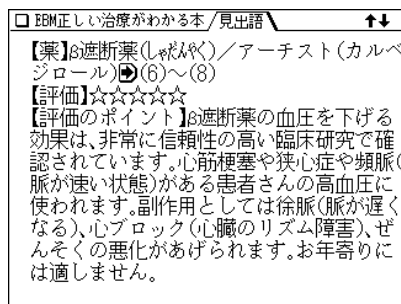 EBM正しい治療がわかる本 見出語
【薬】β遮断薬(しゃだんやく)／アーチスト(カルベ
ジロール)➡(6)～(8)
【評価】☆☆☆☆☆
【評価のポイント】β遮断薬の血圧を下げる
効果は、非常に信頼性の高い臨床研究で確
認されています。心筋梗塞や狭心症や頻脈(
脈が速い状態)がある患者さんの高血圧に
使われます。副作用としては徐脈(脈が遅く
なる)、心ブロック(心臓のリズム障害)、ぜ
んそくの悪化があげられます。お年寄りに
は適しません。